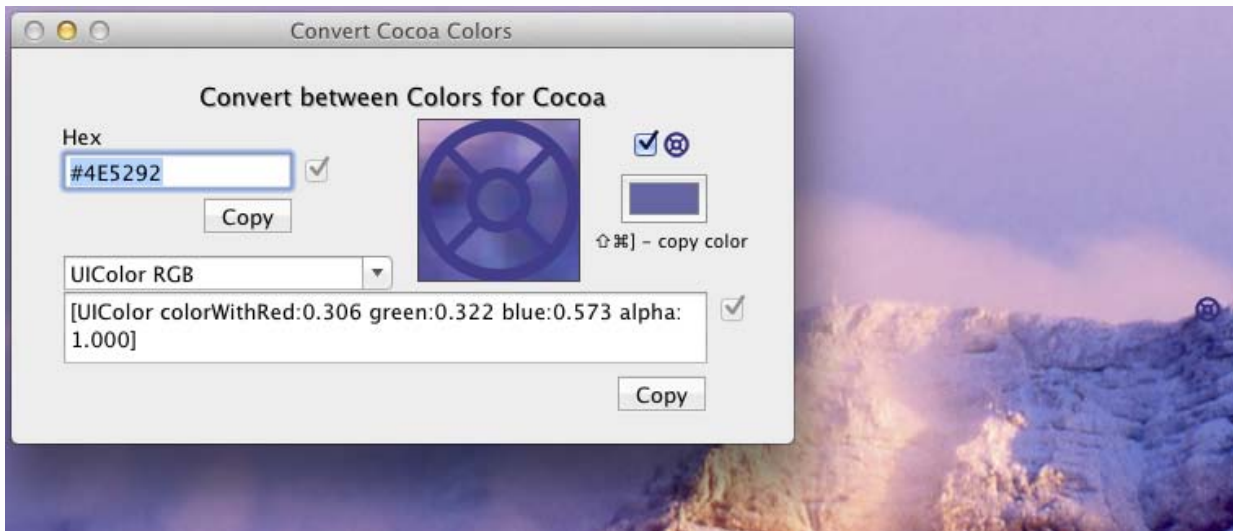 Convert Cocoa Colors
Convert between Colors for Cocoa
Hex
#4E5292
Copy
⇧⌘] – copy color
UIColor RGB
[UIColor colorWithRed:0.306 green:0.322 blue:0.573 alpha:
1.000]
Copy